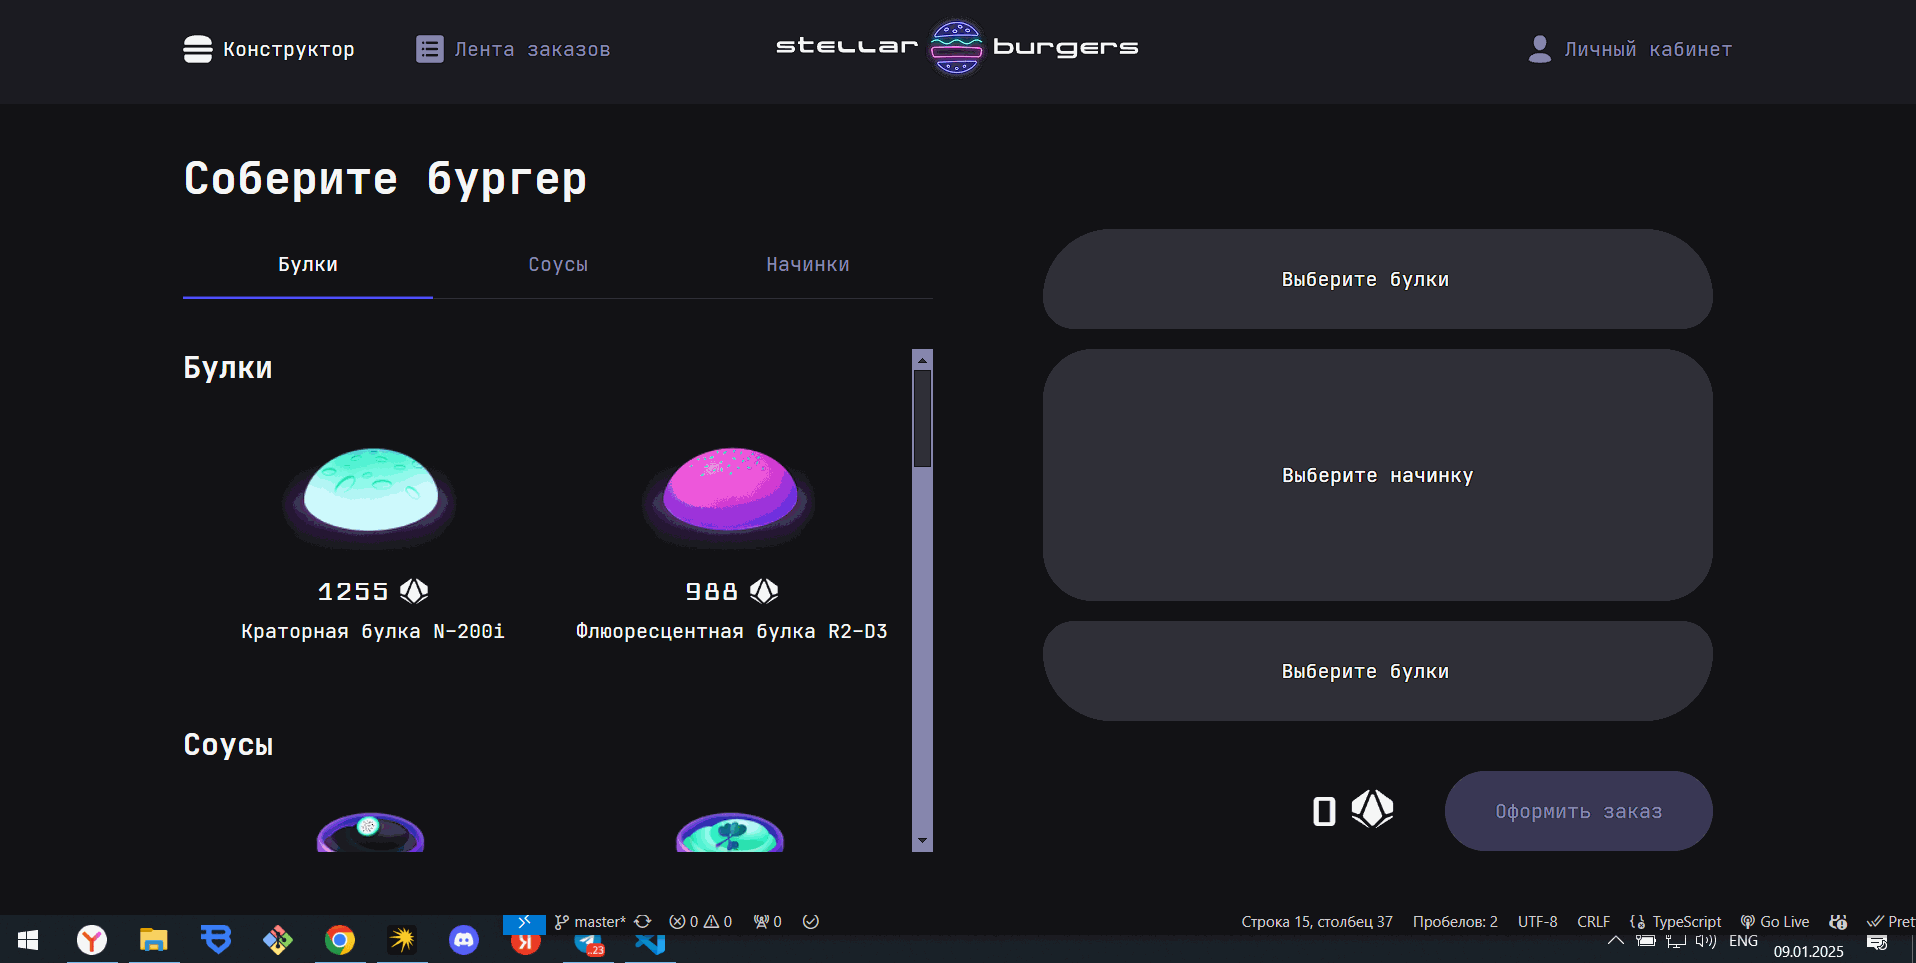 Конструктор
Лента заказов
stellar burgers
Личный кабинет
Соберите бургер
Булки
Соусы
Начинки
Булки
1255
988
Краторная булка N-200i
Флюоресцентная булка R2-D3
Соусы
Выберите булки
Выберите начинку
Выберите булки
0
Оформить заказ
master*
0
0
0
Строка 15, столбец 37
Пробелов: 2
UTF-8
CRLF
TypeScript
Go Live
Pret
23
ENG
09.01.2025